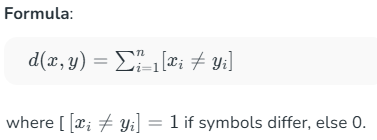 Formula:
d(x, y) = ∑ⁿᵢ₌₁[xᵢ ≠ yᵢ]
where [ [xᵢ ≠ yᵢ] = 1 if symbols differ, else 0.